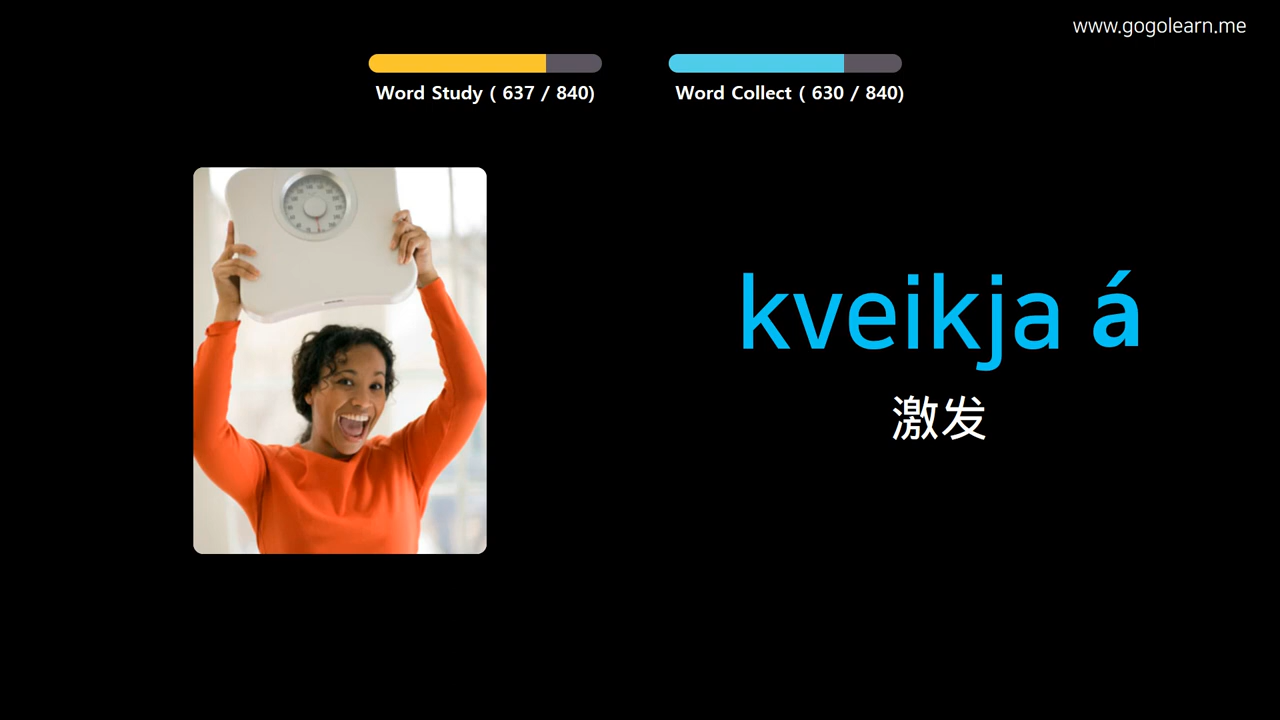 www.gogolearn.me
Word Study ( 637 / 840)
Word Collect ( 630 / 840)
kveikja á
激发